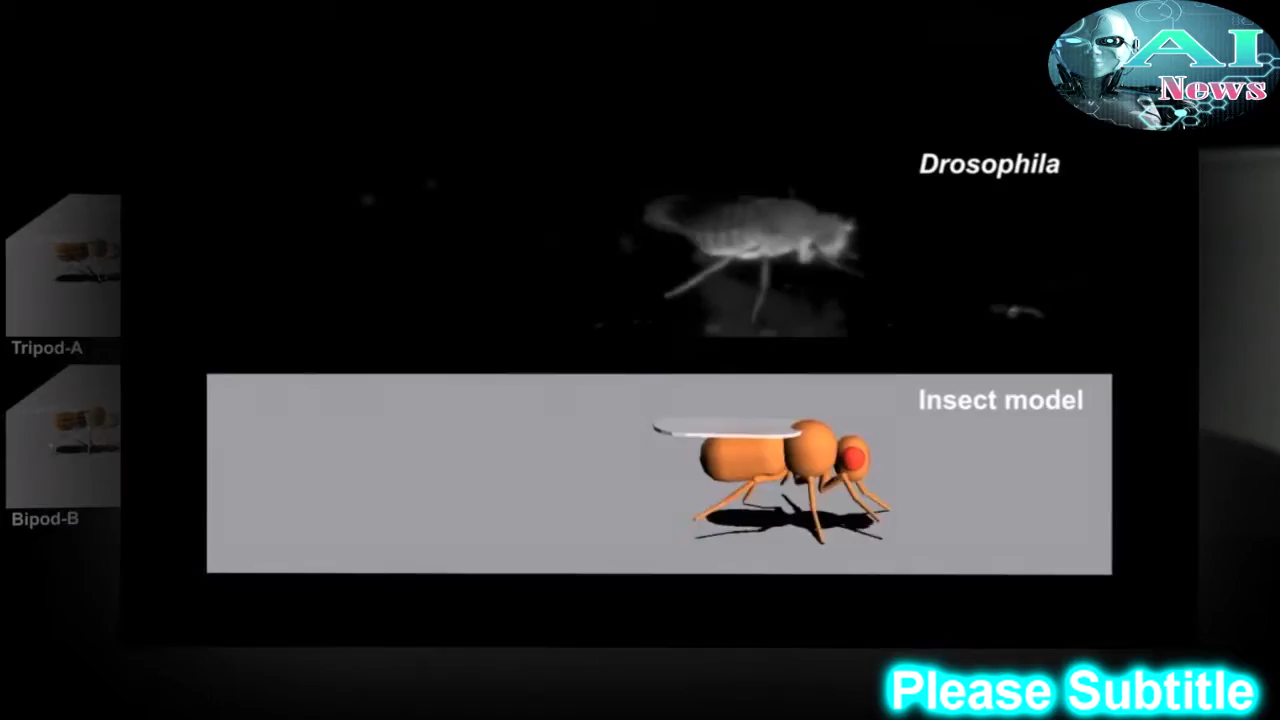 AI
News
Drosophila
Tripod-A
Insect model
Bipod-B
Please Subtitle